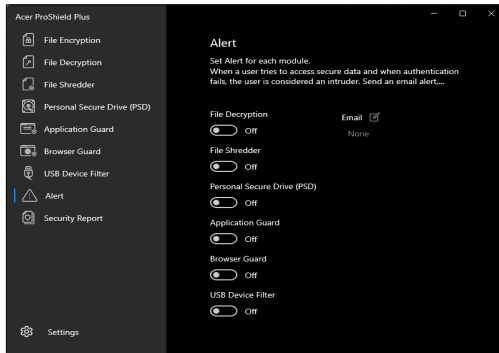 Acer ProShield Plus
File Encryption
File Decryption
File Shredder
Personal Secure Drive (PSD)
Application Guard
Browser Guard
USB Device Filter
Alert
Security Report
Settings
Alert
Set Alert for each module.
When a user tries to access secure data and when authentication
fails, the user is considered an intruder. Send an email alert,...
File Decryption
Off
Email
None
File Shredder
Off
Personal Secure Drive (PSD)
Off
Application Guard
Off
Browser Guard
Off
USB Device Filter
Off